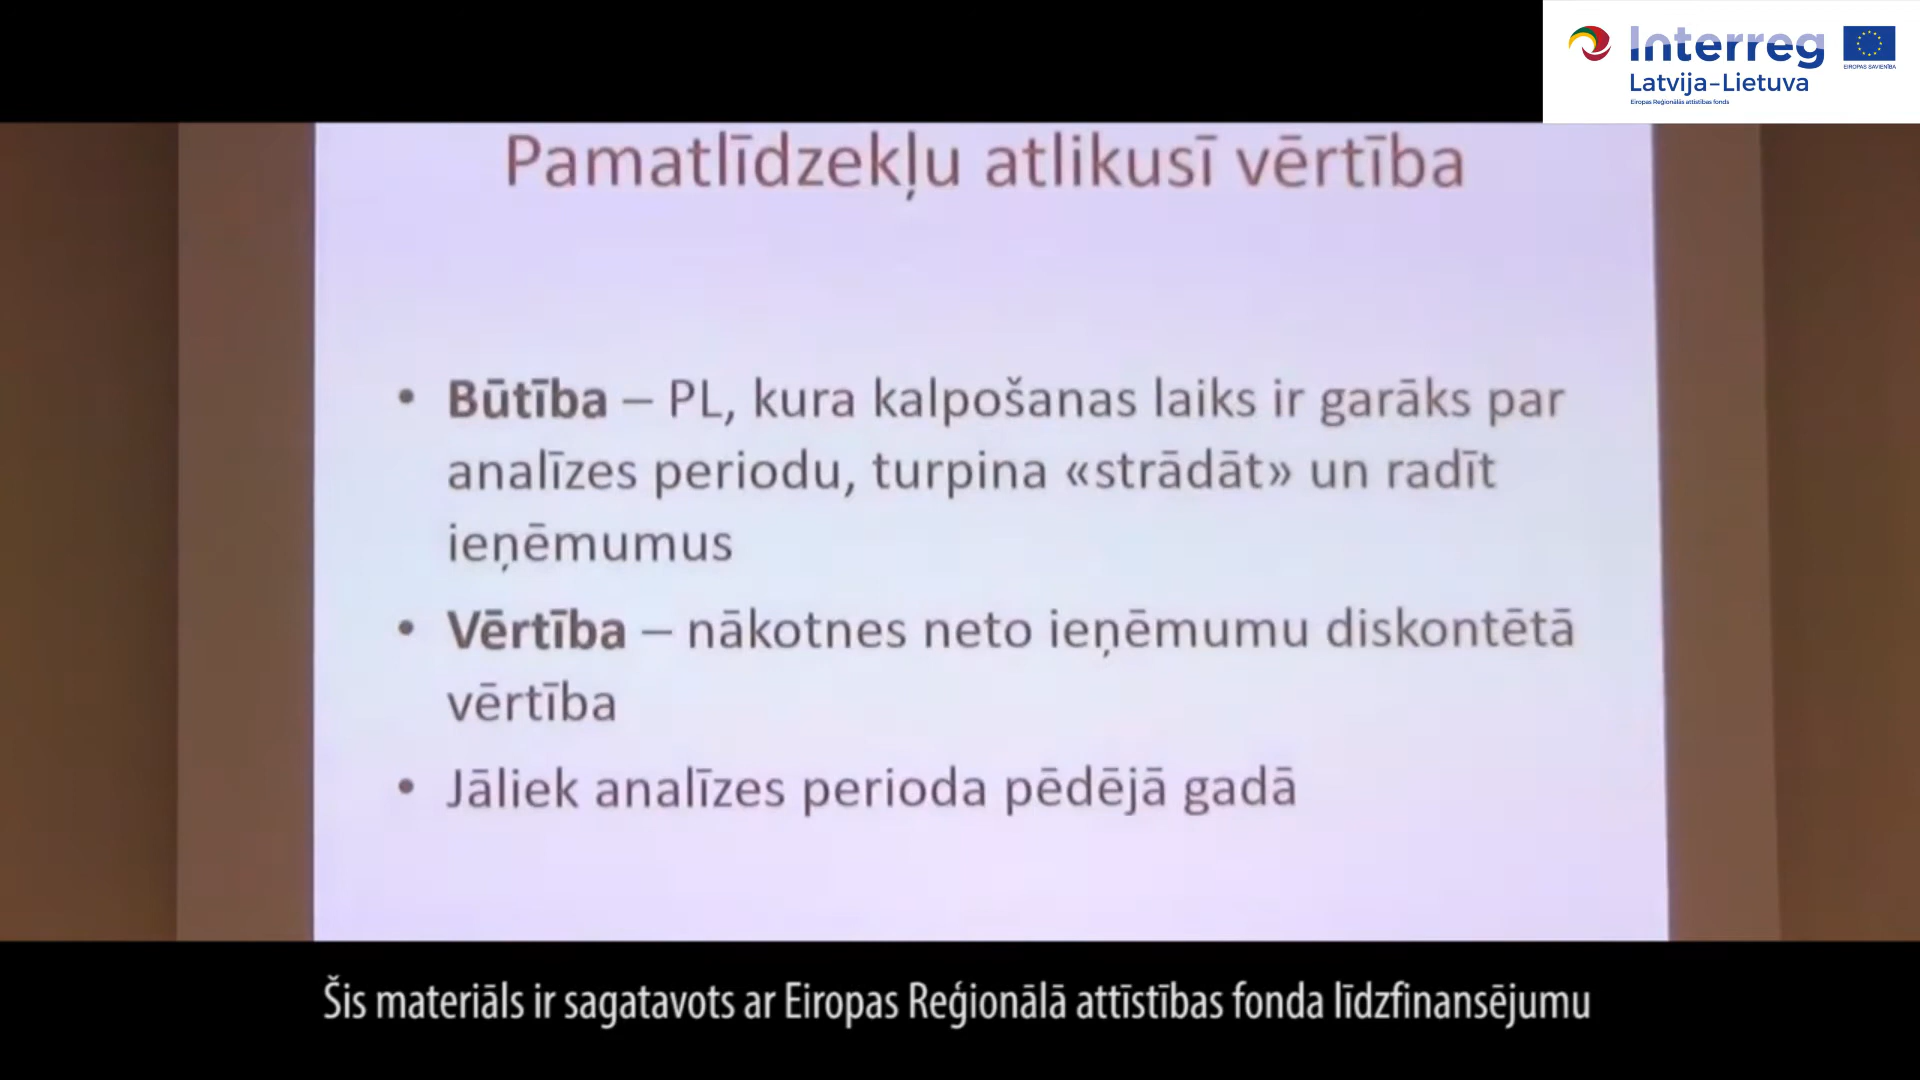 Interreg
EIROPAS SAVIENĪBA
Latvija–Lietuva
Eiropas Reģionālās attīstības fonds
Pamatlīdzekļu atlikusī vērtība
• Būtība – PL, kura kalpošanas laiks ir garāks par
analīzes periodu, turpina «strādāt» un radīt
ieņēmumus
• Vērtība – nākotnes neto ieņēmumu diskontētā
vērtība
• Jāliek analīzes perioda pēdējā gadā
Šis materiāls ir sagatavots ar Eiropas Reģionālā attīstības fonda līdzfinansējumu